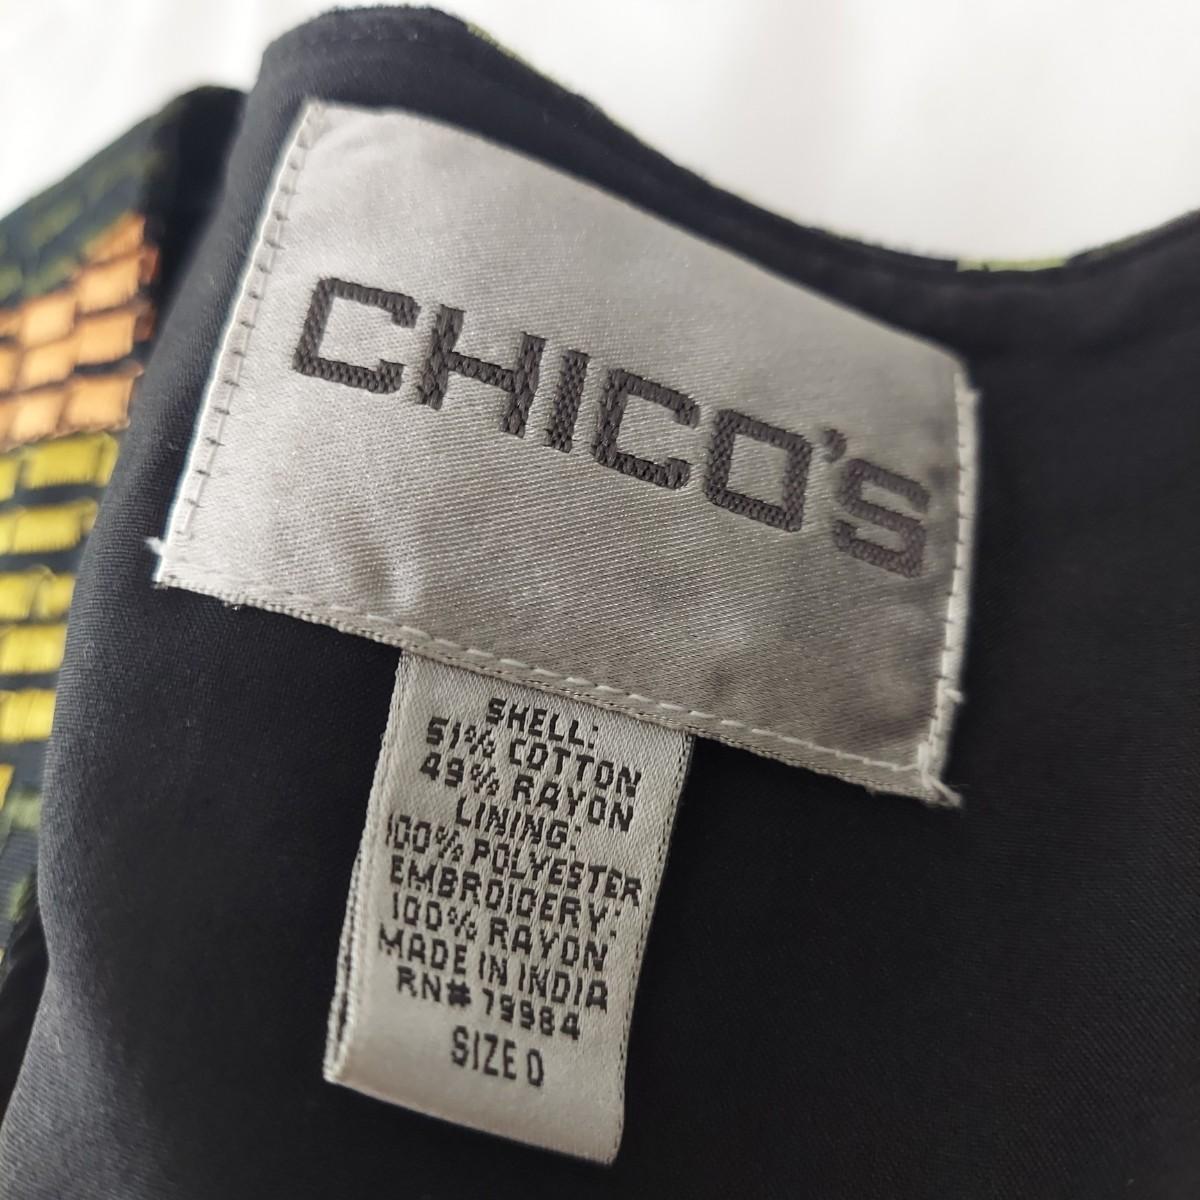 CHICO'S
SHELL:
51% COTTON
49% RAYON
LINING:
100% POLYESTER
EMBROIDERY:
100% RAYON
MADE IN INDIA
RN# 79984
SIZE 0